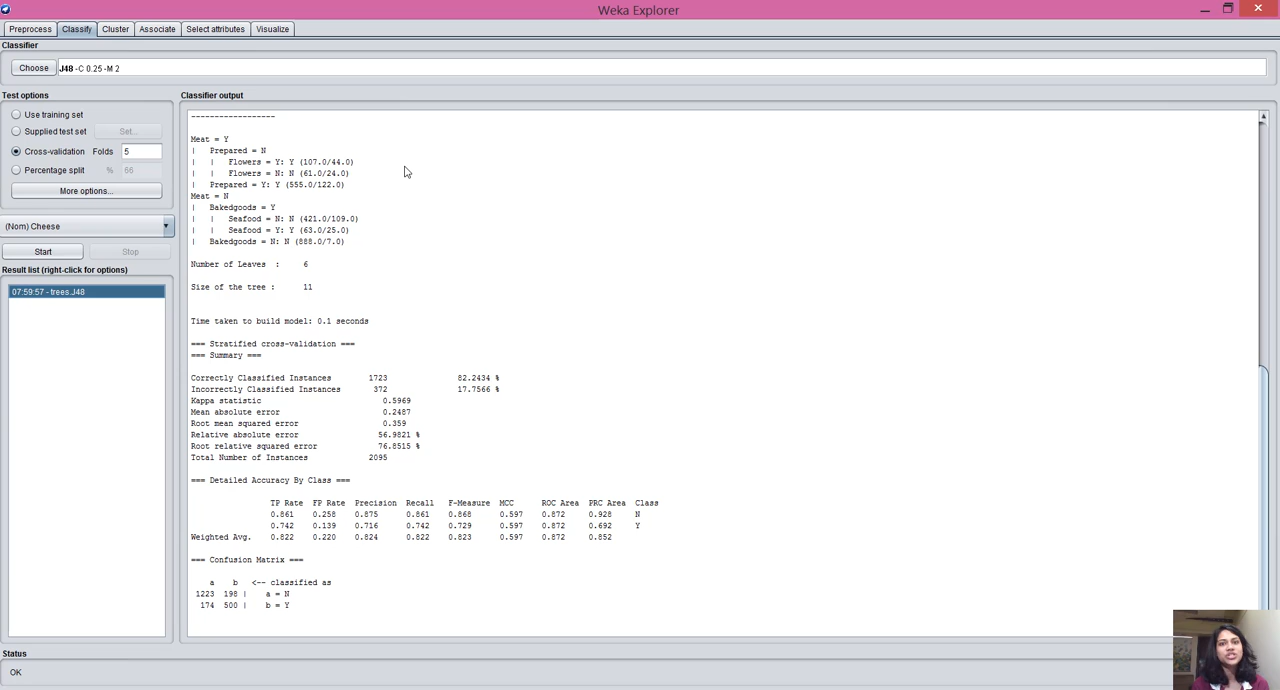 Weka Explorer
Preprocess Classify Cluster Associate Select attributes Visualize
Classifier
Choose J48 -C 0.25 -M 2
Test options
Use training set
Supplied test set Set...
Cross-validation Folds 5
Percentage split % 66
More options...
(Nom) Cheese
Start Stop
Result list (right-click for options)
07:59:57 - trees.J48
Classifier output
------------------
Meat = Y
| Prepared = N
| | Flowers = Y: Y (107.0/44.0)
| | Flowers = N: N (61.0/24.0)
| Prepared = Y: Y (555.0/122.0)
Meat = N
| Bakedgoods = Y
| | Seafood = N: N (421.0/109.0)
| | Seafood = Y: Y (63.0/25.0)
| Bakedgoods = N: N (888.0/7.0)
Number of Leaves : 6
Size of the tree : 11
Time taken to build model: 0.1 seconds
=== Stratified cross-validation ===
=== Summary ===
Correctly Classified Instances 1723 82.2434 %
Incorrectly Classified Instances 372 17.7566 %
Kappa statistic 0.5969
Mean absolute error 0.2487
Root mean squared error 0.359
Relative absolute error 56.9821 %
Root relative squared error 76.8515 %
Total Number of Instances 2095
=== Detailed Accuracy By Class ===
TP Rate FP Rate Precision Recall F-Measure MCC ROC Area PRC Area Class
0.861 0.258 0.875 0.861 0.868 0.597 0.872 0.928 N
0.742 0.139 0.716 0.742 0.729 0.597 0.872 0.692 Y
Weighted Avg. 0.822 0.220 0.824 0.822 0.823 0.597 0.872 0.852
=== Confusion Matrix ===
a b <-- classified as
1223 198 | a = N
174 500 | b = Y
Status
OK